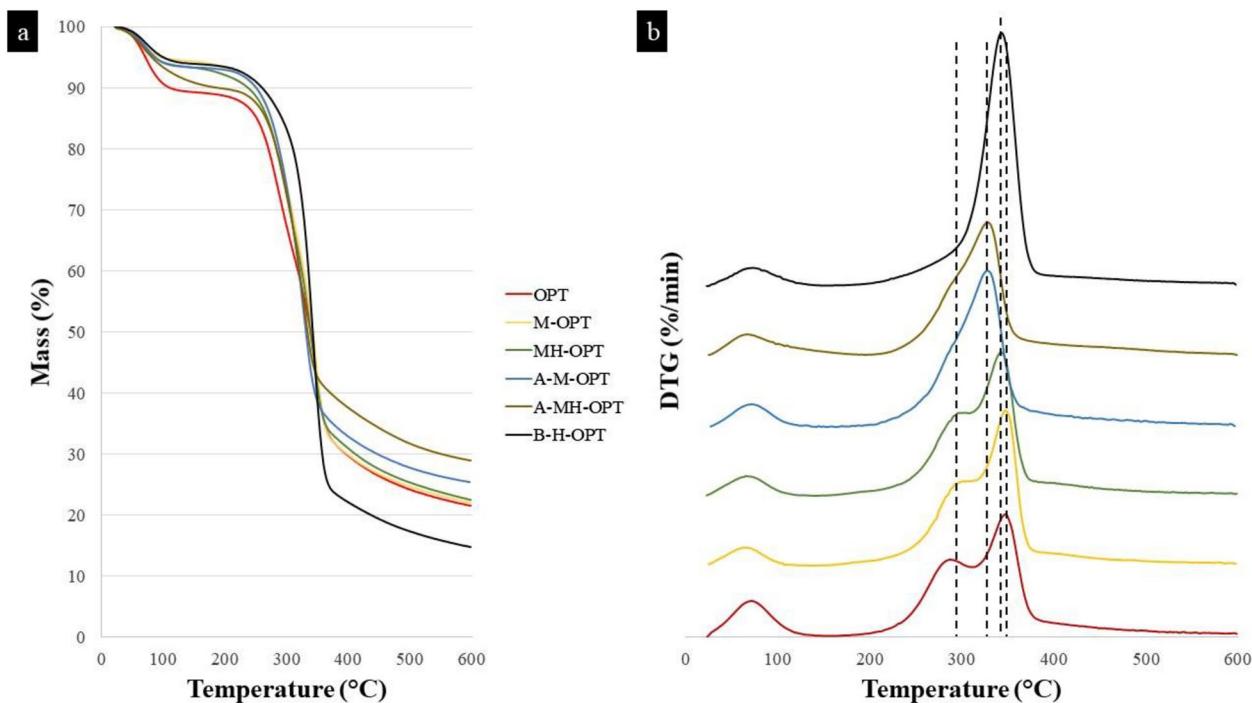 a
100
90
80
70
60
50
40
30
20
10
0
Mass (%)
0 100 200 300 400 500 600
Temperature (°C)
OPT
M-OPT
MH-OPT
A-M-OPT
A-MH-OPT
B-H-OPT
b
DTG (%/min)
0 100 200 300 400 500 600
Temperature (°C)